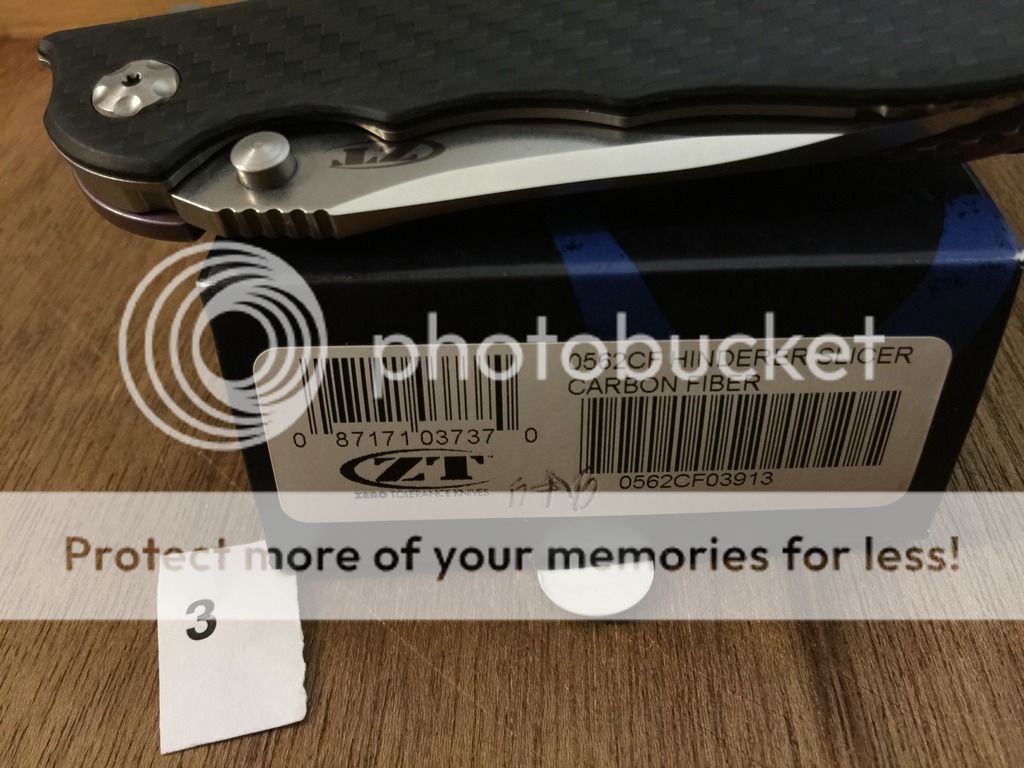 ZT
photobucket
0562CF HINDERER SLICER
CARBON FIBER
0 87171 03737 0
ZT
ZERO TOLERANCE KNIVES
0562CF03913
Protect more of your memories for less!
3